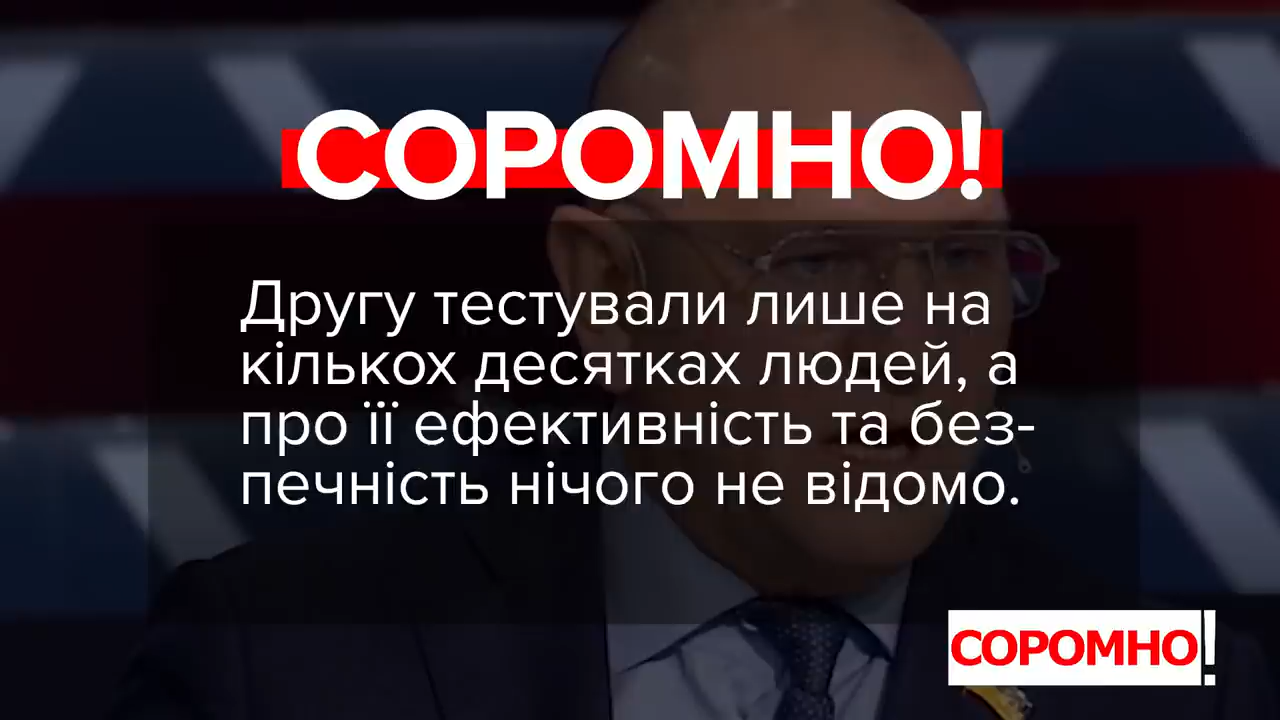 СОРОМНО!
Другу тестували лише на
кількох десятках людей, а
про її ефективність та без-
печність нічого не відомо.
СОРОМНО!